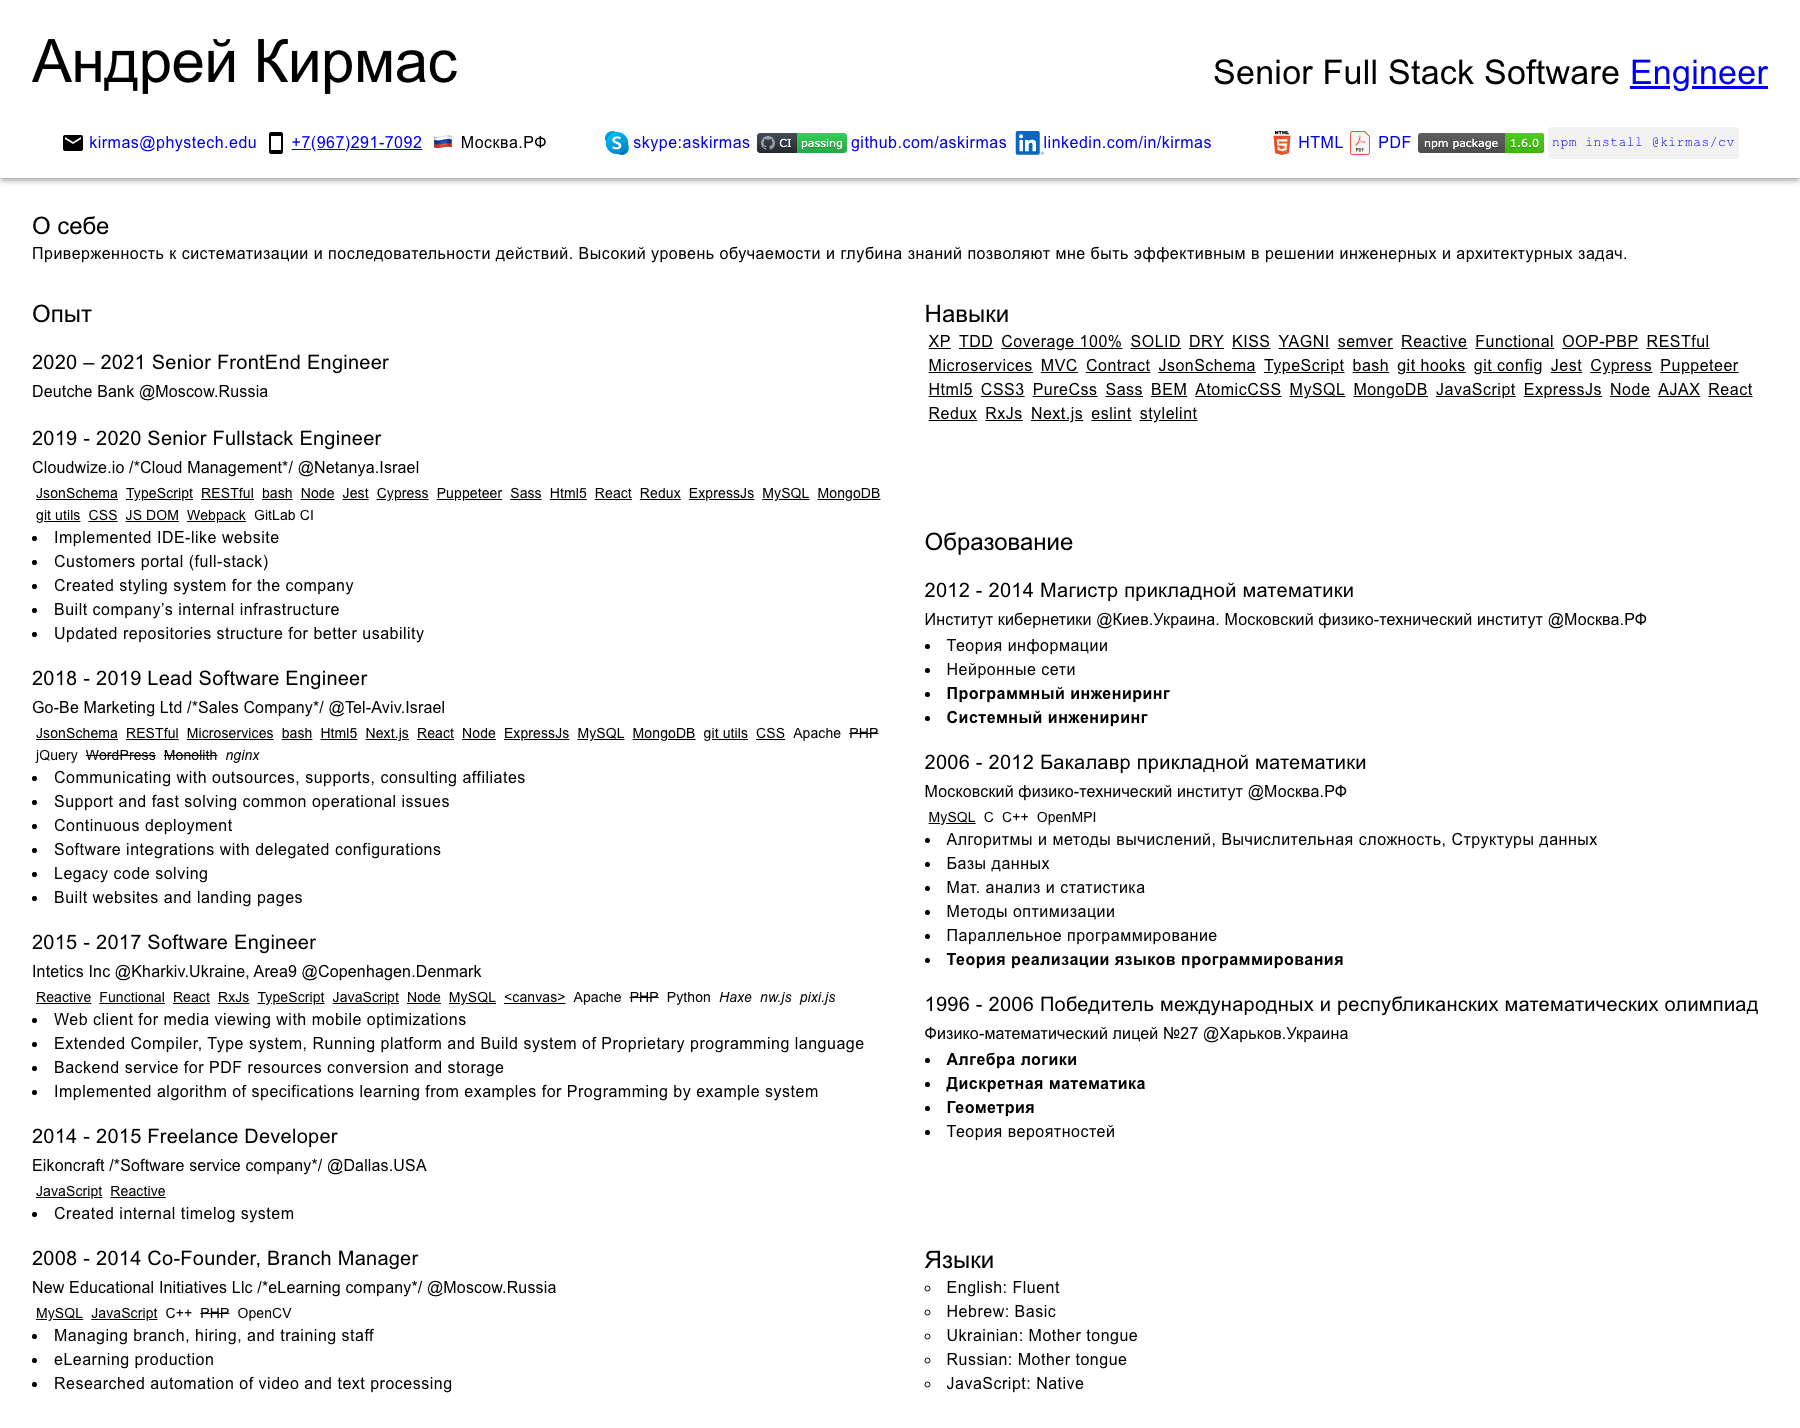 Андрей Кирмас
Senior Full Stack Software Engineer
kirmas@phystech.edu +7(967)291-7092 Москва.РФ
skype:askirmas CI passing github.com/askirmas in linkedin.com/in/kirmas
HTML PDF npm package 1.6.0 npm install @kirmas/cv
О себе
Приверженность к систематизации и последовательности действий. Высокий уровень обучаемости и глубина знаний позволяют мне быть эффективным в решении инженерных и архитектурных задач.
Опыт
2020 – 2021 Senior FrontEnd Engineer
Deutche Bank @Moscow.Russia
2019 - 2020 Senior Fullstack Engineer
Cloudwize.io /*Cloud Management*/ @Netanya.Israel
JsonSchema TypeScript RESTful bash Node Jest Cypress Puppeteer Sass Html5 React Redux ExpressJs MySQL MongoDB
git utils CSS JS DOM Webpack GitLab CI
• Implemented IDE-like website
• Customers portal (full-stack)
• Created styling system for the company
• Built company's internal infrastructure
• Updated repositories structure for better usability
2018 - 2019 Lead Software Engineer
Go-Be Marketing Ltd /*Sales Company*/ @Tel-Aviv.Israel
JsonSchema RESTful Microservices bash Html5 Next.js React Node ExpressJs MySQL MongoDB git utils CSS Apache PHP
jQuery WordPress Monolith nginx
• Communicating with outsources, supports, consulting affiliates
• Support and fast solving common operational issues
• Continuous deployment
• Software integrations with delegated configurations
• Legacy code solving
• Built websites and landing pages
2015 - 2017 Software Engineer
Intetics Inc @Kharkiv.Ukraine, Area9 @Copenhagen.Denmark
Reactive Functional React RxJs TypeScript JavaScript Node MySQL <canvas> Apache PHP Python Haxe nw.js pixi.js
• Web client for media viewing with mobile optimizations
• Extended Compiler, Type system, Running platform and Build system of Proprietary programming language
• Backend service for PDF resources conversion and storage
• Implemented algorithm of specifications learning from examples for Programming by example system
2014 - 2015 Freelance Developer
Eikoncraft /*Software service company*/ @Dallas.USA
JavaScript Reactive
• Created internal timelog system
2008 - 2014 Co-Founder, Branch Manager
New Educational Initiatives Llc /*eLearning company*/ @Moscow.Russia
MySQL JavaScript C++ PHP OpenCV
• Managing branch, hiring, and training staff
• eLearning production
• Researched automation of video and text processing
Навыки
XP TDD Coverage 100% SOLID DRY KISS YAGNI semver Reactive Functional OOP-PBP RESTful
Microservices MVC Contract JsonSchema TypeScript bash git hooks git config Jest Cypress Puppeteer
Html5 CSS3 PureCss Sass BEM AtomicCSS MySQL MongoDB JavaScript ExpressJs Node AJAX React
Redux RxJs Next.js eslint stylelint
Образование
2012 - 2014 Магистр прикладной математики
Институт кибернетики @Киев.Украина. Московский физико-технический институт @Москва.РФ
• Теория информации
• Нейронные сети
• Программный инжениринг
• Системный инжениринг
2006 - 2012 Бакалавр прикладной математики
Московский физико-технический институт @Москва.РФ
MySQL C C++ OpenMPI
• Алгоритмы и методы вычислений, Вычислительная сложность, Структуры данных
• Базы данных
• Мат. анализ и статистика
• Методы оптимизации
• Параллельное программирование
• Теория реализации языков программирования
1996 - 2006 Победитель международных и республиканских математических олимпиад
Физико-математический лицей №27 @Харьков.Украина
• Алгебра логики
• Дискретная математика
• Геометрия
• Теория вероятностей
Языки
◦ English: Fluent
◦ Hebrew: Basic
◦ Ukrainian: Mother tongue
◦ Russian: Mother tongue
◦ JavaScript: Native